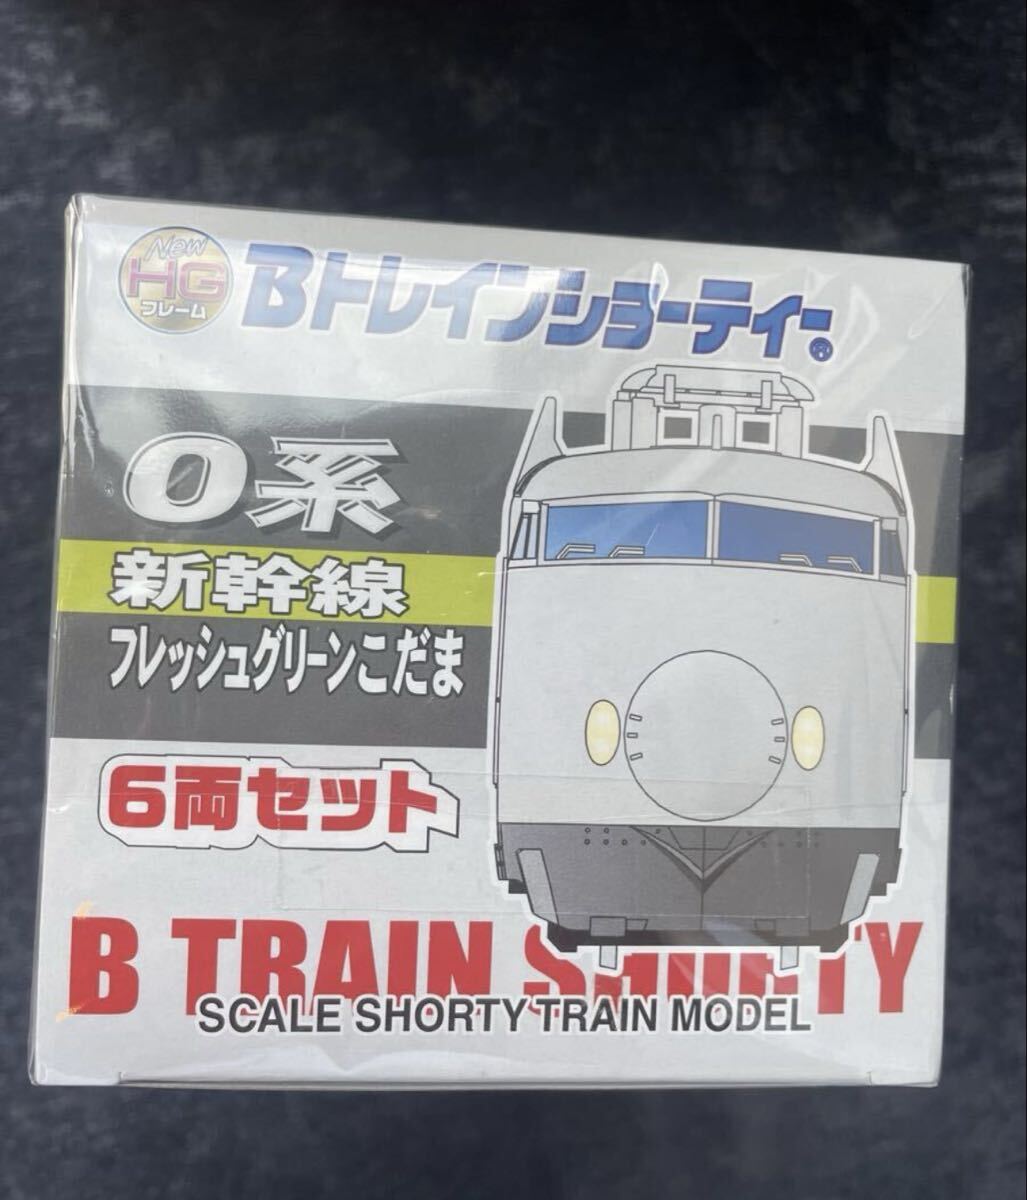 New
HG
フレーム
Bトレインショーティー
0系
新幹線
フレッシュグリーンこだま
6両セット
B TRAIN SHORTY
SCALE SHORTY TRAIN MODEL